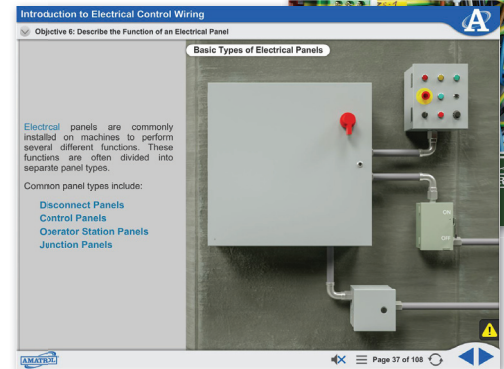 Introduction to Electrical Control Wiring
Objective 6: Describe the Function of an Electrical Panel
Basic Types of Electrical Panels
Electrcal panels are commonly
installed on machines to perform
several different functions. These
functions are often divided into
separate panel types.
Common panel types include:
Disconnect Panels
Control Panels
Operator Station Panels
Junction Panels
ON
OFF
AMATROL
Page 37 of 108